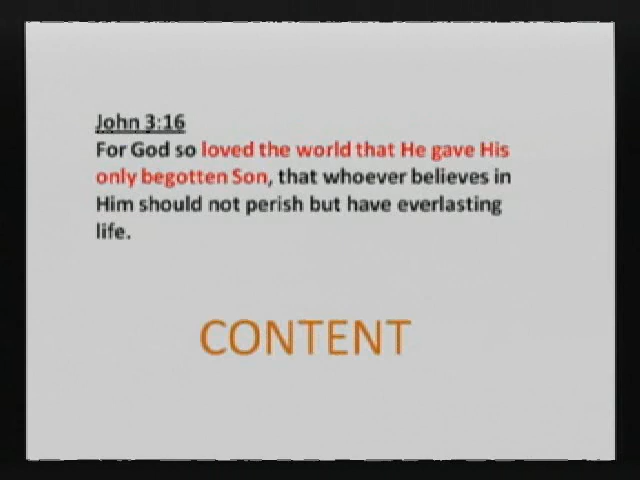 John 3:16
For God so loved the world that He gave His
only begotten Son, that whoever believes in
Him should not perish but have everlasting
life.
CONTENT